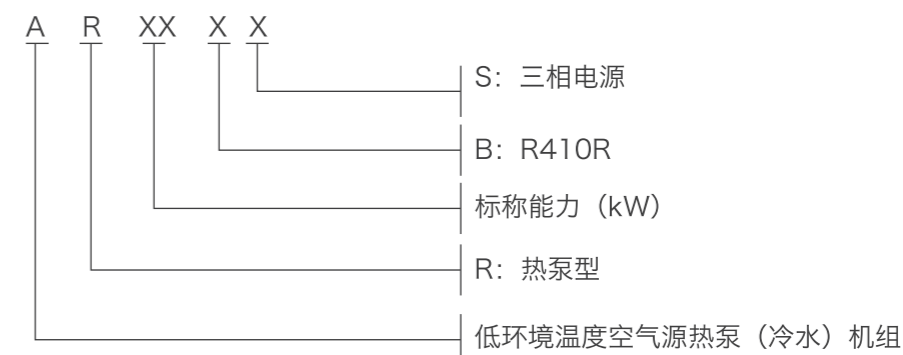 A R XX X X
S：三相电源
B：R410R
标称能力（kW）
R：热泵型
低环境温度空气源热泵（冷水）机组